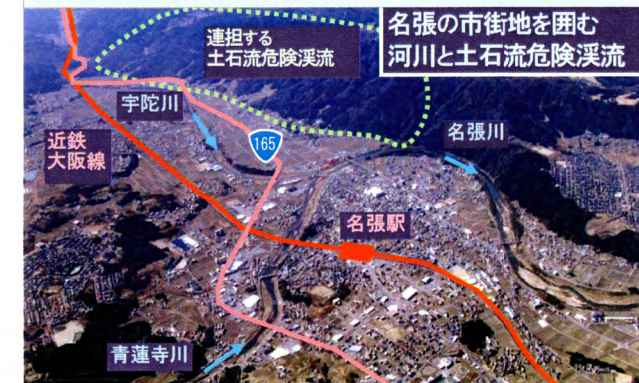 名張の市街地を囲む
河川と土石流危険渓流
連担する
土石流危険渓流
宇陀川
165
名張川
近鉄
大阪線
名張駅
青蓮寺川